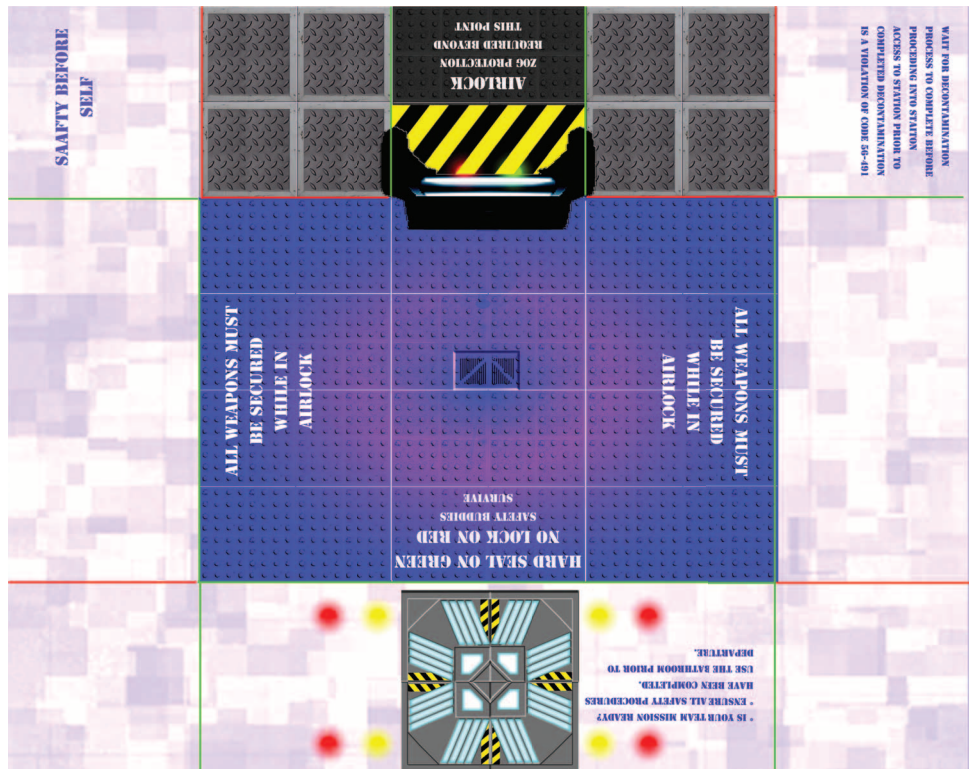 SAAFTY BEFORE
SELF
AIRLOCK
ZOG PROTECTION
REQUIRED BEYOND
THIS POINT
WAIT FOR DECONTAMINATION
PROCESS TO COMPLETE BEFORE
PROCEDING INTO STAITON
ACCESS TO STATION PRIOR TO
COMPLETED DECONTAMINATION
IS A VIOLATION OF CODE 56-491
ALL WEAPONS MUST
BE SECURED
WHILE IN
AIRLOCK
ALL WEAPONS MUST
BE SECURED
WHILE IN
AIRLOCK
HARD SEAL ON GREEN
NO LOCK ON RED
SAFETY BUDDIES
SURVIVE
* IS YOUR TEAM MISSION READY?
* ENSURE ALL SAFETY PROCEDURES
HAVE BEIN COMPLETED.
USE THE BATHROOM PRIOR TO
DEPARTURE.